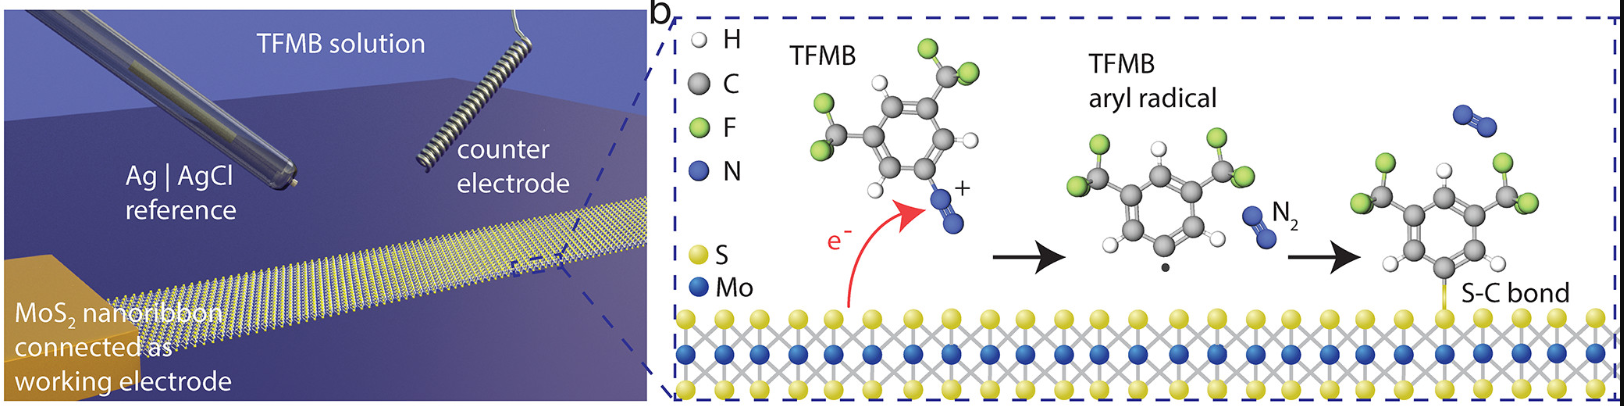 TFMB solution
Ag | AgCl
reference
counter
electrode
MoS2 nanoribbon
connected as
working electrode
b
H
C
F
N
S
Mo
TFMB
+
e-
TFMB
aryl radical
N2
S-C bond